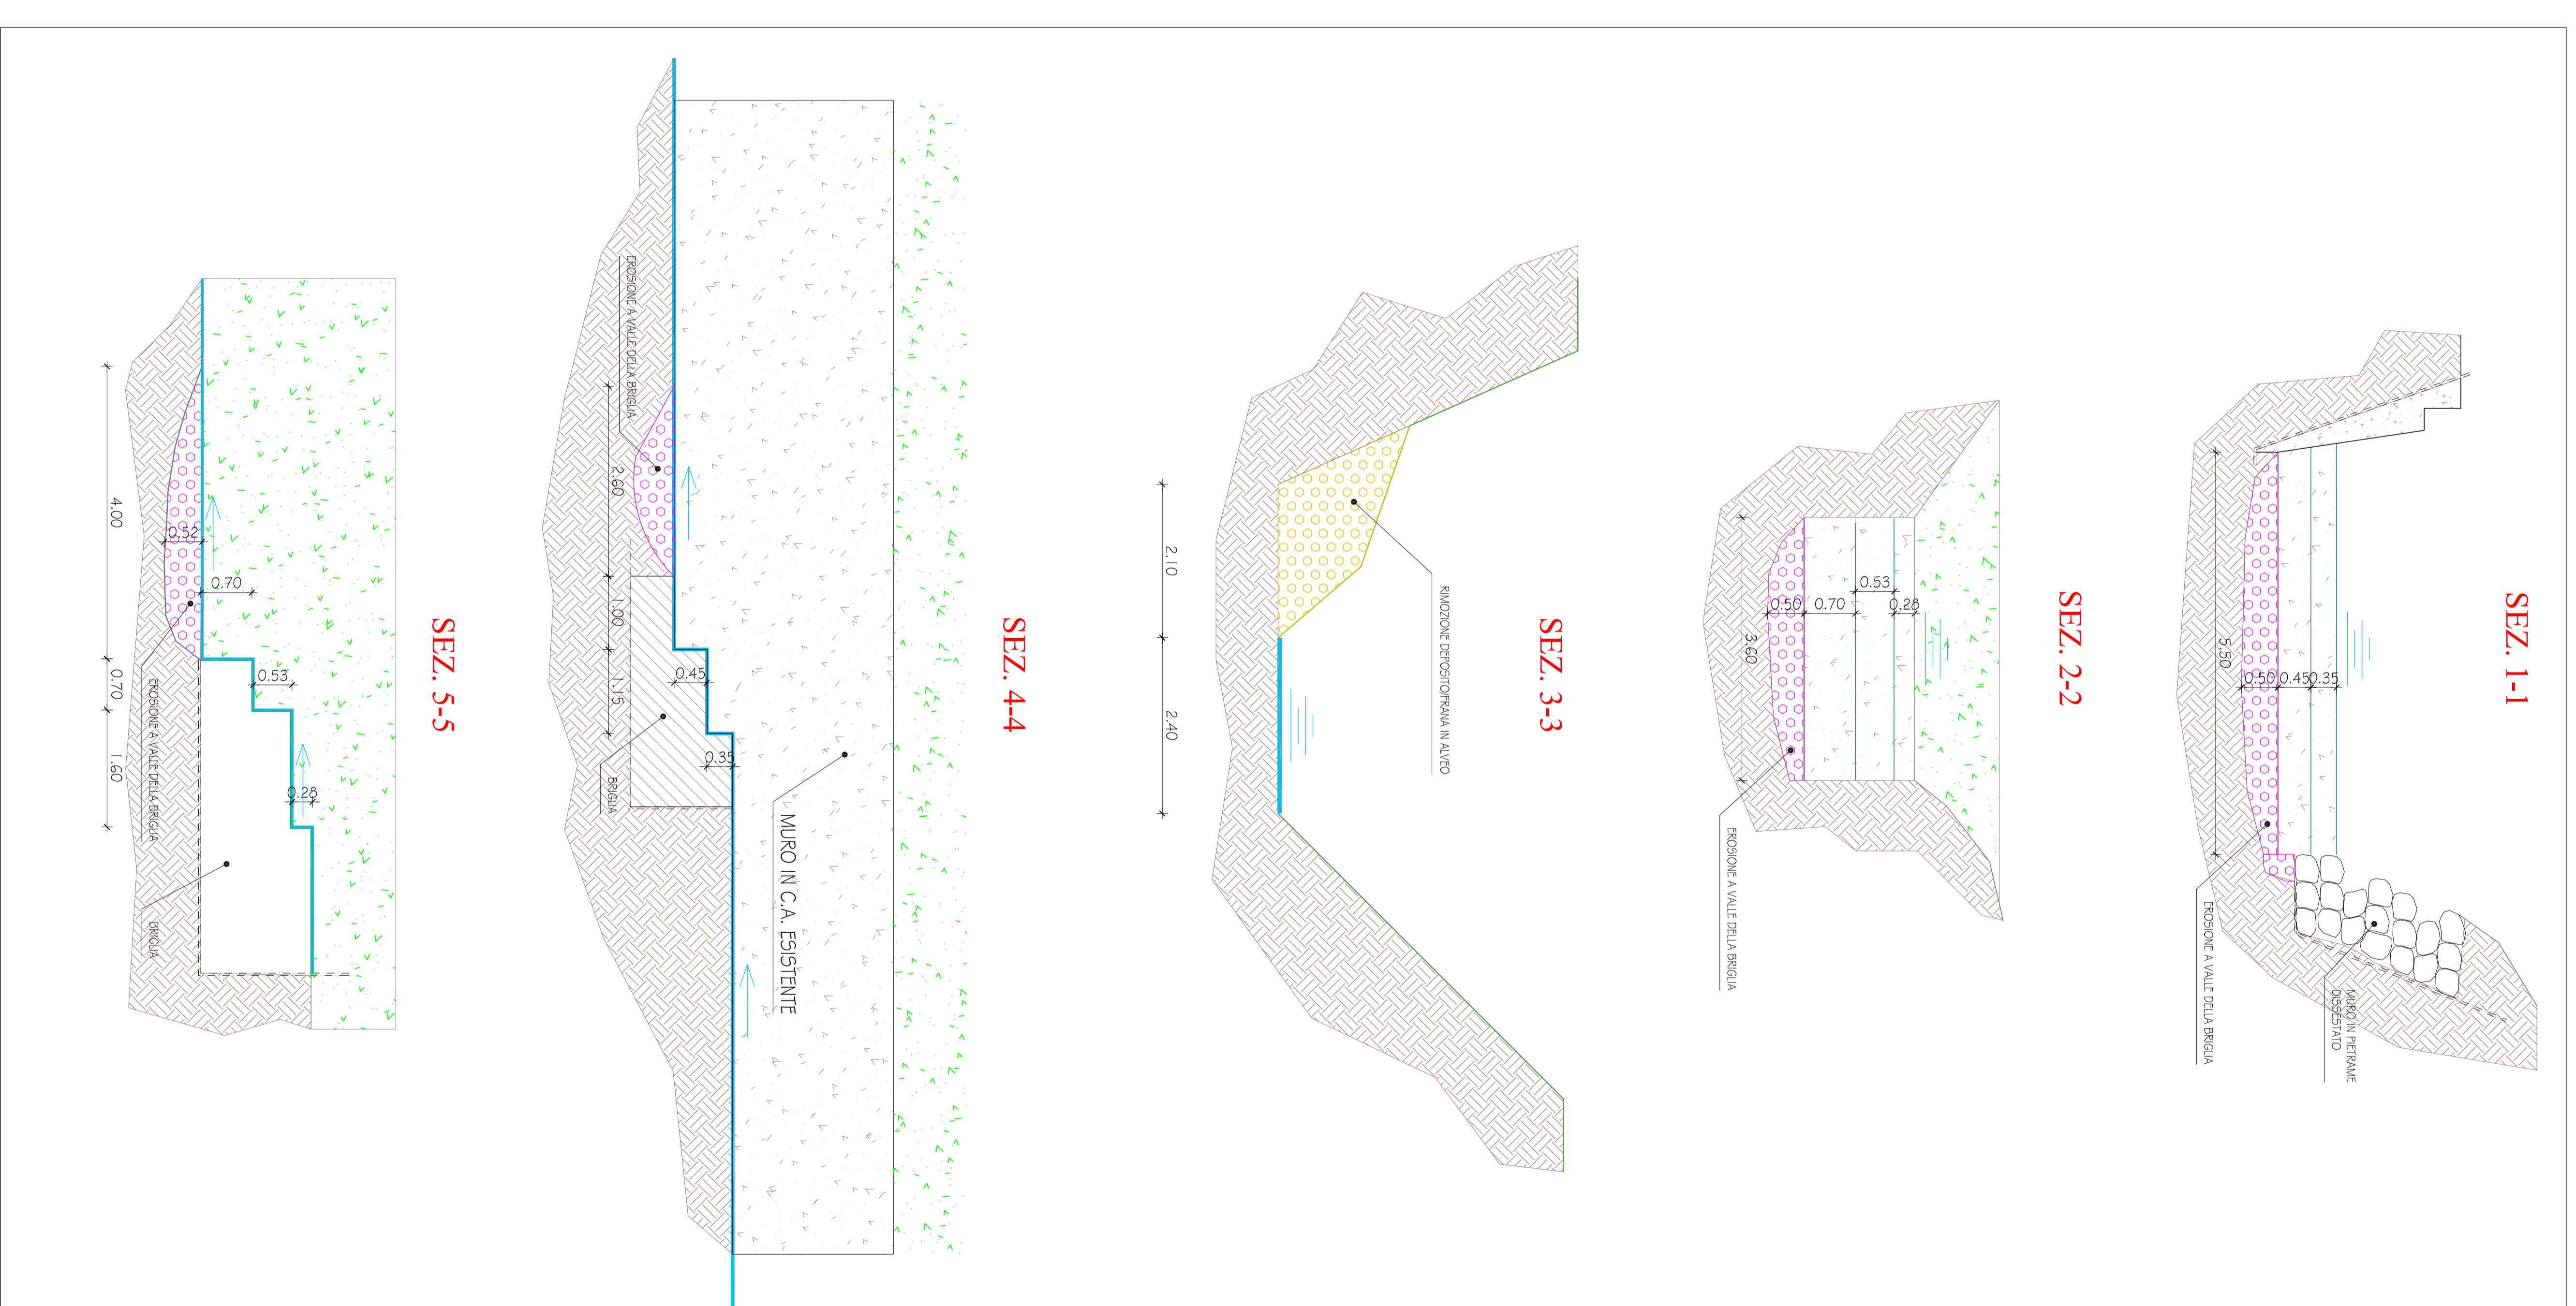 SEZ. 1-1
0.50
0.45
0.35
5.50
EROSIONE A VALLE DELLA BRIGLIA
MURO IN PIETRAME
DISSESTATO
SEZ. 2-2
0.53
0.50
0.70
0.28
3.60
EROSIONE A VALLE DELLA BRIGLIA
SEZ. 3-3
RIMOZIONE DEPOSITO/FRANA IN ALVEO
2.10
2.40
SEZ. 4-4
EROSIONE A VALLE DELLA BRIGLIA
2.60
1.00
1.15
0.45
0.35
BRIGLIA
MURO IN C.A. ESISTENTE
SEZ. 5-5
0.52
0.70
0.53
0.28
4.00
0.70
1.60
EROSIONE A VALLE DELLA BRIGLIA
BRIGLIA